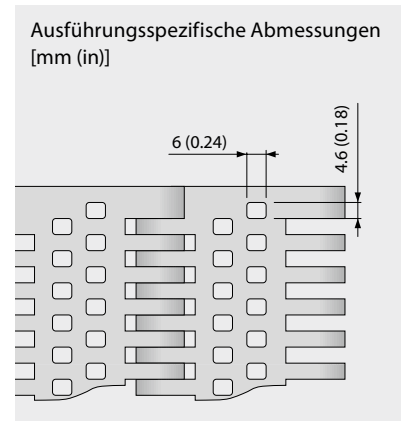 Ausführungsspezifische Abmessungen
[mm (in)]
6 (0.24)
4.6 (0.18)